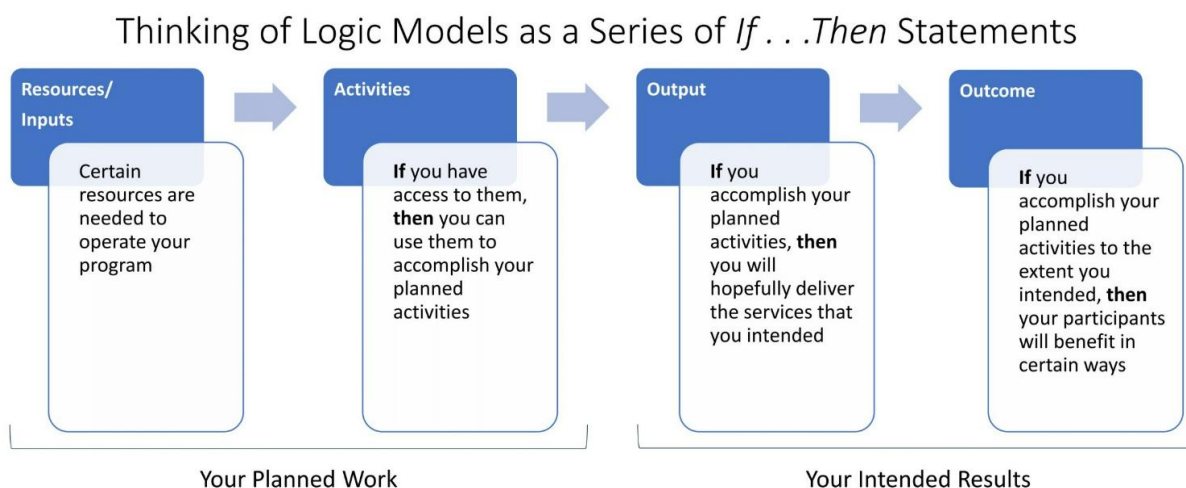 Thinking of Logic Models as a Series of If . . .Then Statements
Resources/
Inputs
Certain
resources are
needed to
operate your
program
Activities
If you have
access to them,
then you can
use them to
accomplish your
planned
activities
Output
If you
accomplish your
planned
activities, then
you will
hopefully deliver
the services that
you intended
Outcome
If you
accomplish your
planned
activities to the
extent you
intended, then
your participants
will benefit in
certain ways
Your Planned Work
Your Intended Results